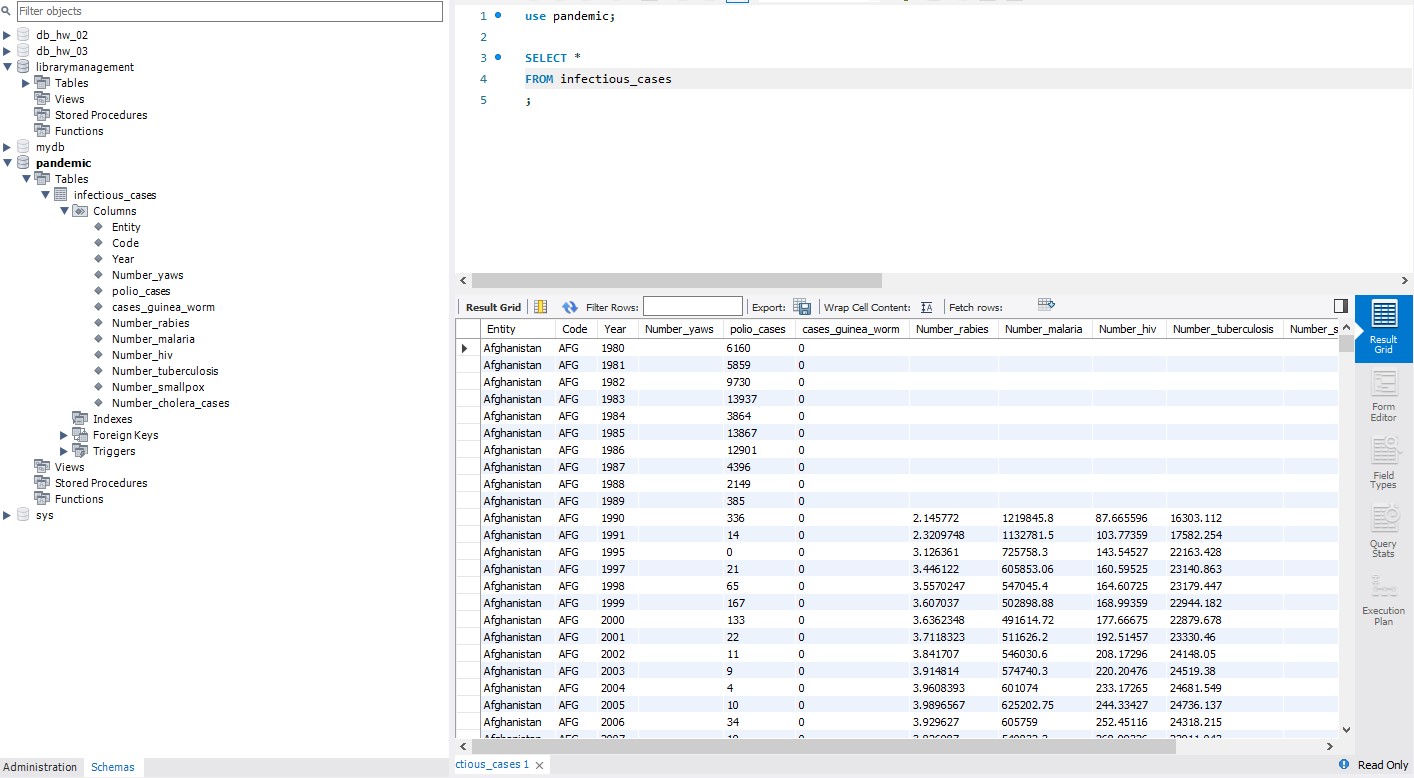 Filter objects
db_hw_02
db_hw_03
librarymanagement
Tables
Views
Stored Procedures
Functions
mydb
pandemic
Tables
infectious_cases
Columns
Entity
Code
Year
Number_yaws
polio_cases
cases_guinea_worm
Number_rabies
Number_malaria
Number_hiv
Number_tuberculosis
Number_smallpox
Number_cholera_cases
Indexes
Foreign Keys
Triggers
Views
Stored Procedures
Functions
sys
Administration Schemas
1 use pandemic;
2
3 SELECT *
4 FROM infectious_cases
5 ;
Result Grid Filter Rows: Export: Wrap Cell Content: IA Fetch rows:
Entity Code Year Number_yaws polio_cases cases_guinea_worm Number_rabies Number_malaria Number_hiv Number_tuberculosis Number_s
Afghanistan AFG 1980 6160 0
Afghanistan AFG 1981 5859 0
Afghanistan AFG 1982 9730 0
Afghanistan AFG 1983 13937 0
Afghanistan AFG 1984 3864 0
Afghanistan AFG 1985 13867 0
Afghanistan AFG 1986 12901 0
Afghanistan AFG 1987 4396 0
Afghanistan AFG 1988 2149 0
Afghanistan AFG 1989 385 0
Afghanistan AFG 1990 336 0 2.145772 1219845.8 87.665596 16303.112
Afghanistan AFG 1991 14 0 2.3209748 1132781.5 103.77359 17582.254
Afghanistan AFG 1995 0 0 3.126361 725758.3 143.54527 22163.428
Afghanistan AFG 1997 21 0 3.446122 605853.06 160.59525 23140.863
Afghanistan AFG 1998 65 0 3.5570247 547045.4 164.60725 23179.447
Afghanistan AFG 1999 167 0 3.607037 502898.88 168.99359 22944.182
Afghanistan AFG 2000 133 0 3.6362348 491614.72 177.66675 22879.678
Afghanistan AFG 2001 22 0 3.7118323 511626.2 192.51457 23330.46
Afghanistan AFG 2002 11 0 3.841707 546030.6 208.17296 24148.05
Afghanistan AFG 2003 9 0 3.914814 574740.3 220.20476 24519.38
Afghanistan AFG 2004 4 0 3.9608393 601074 233.17265 24681.549
Afghanistan AFG 2005 10 0 3.9896567 625202.75 244.33427 24736.137
Afghanistan AFG 2006 34 0 3.929627 605759 252.45116 24318.215
Result Grid
Form Editor
Field Types
Query Stats
Execution Plan
ctious_cases 1
Read Only